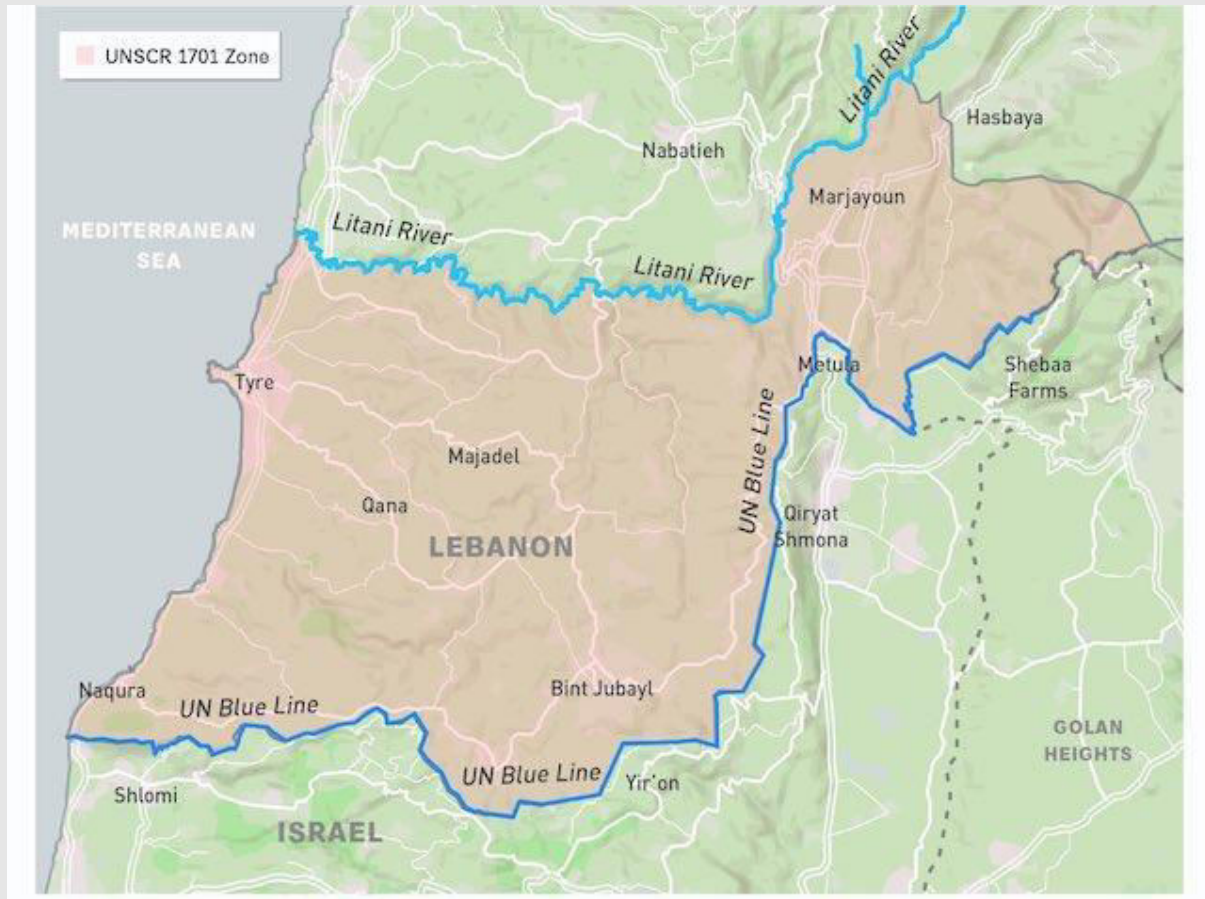 UNSCR 1701 Zone
Litani River
Hasbaya
Nabatieh
Marjayoun
MEDITERRANEAN
SEA
Litani River
Litani River
Metula
Shebaa
Farms
Tyre
UN Blue Line
Majadel
Qana
Qiryat
Shmona
LEBANON
Naqura
UN Blue Line
Bint Jubayl
GOLAN
HEIGHTS
UN Blue Line
Yir'on
Shlomi
ISRAEL